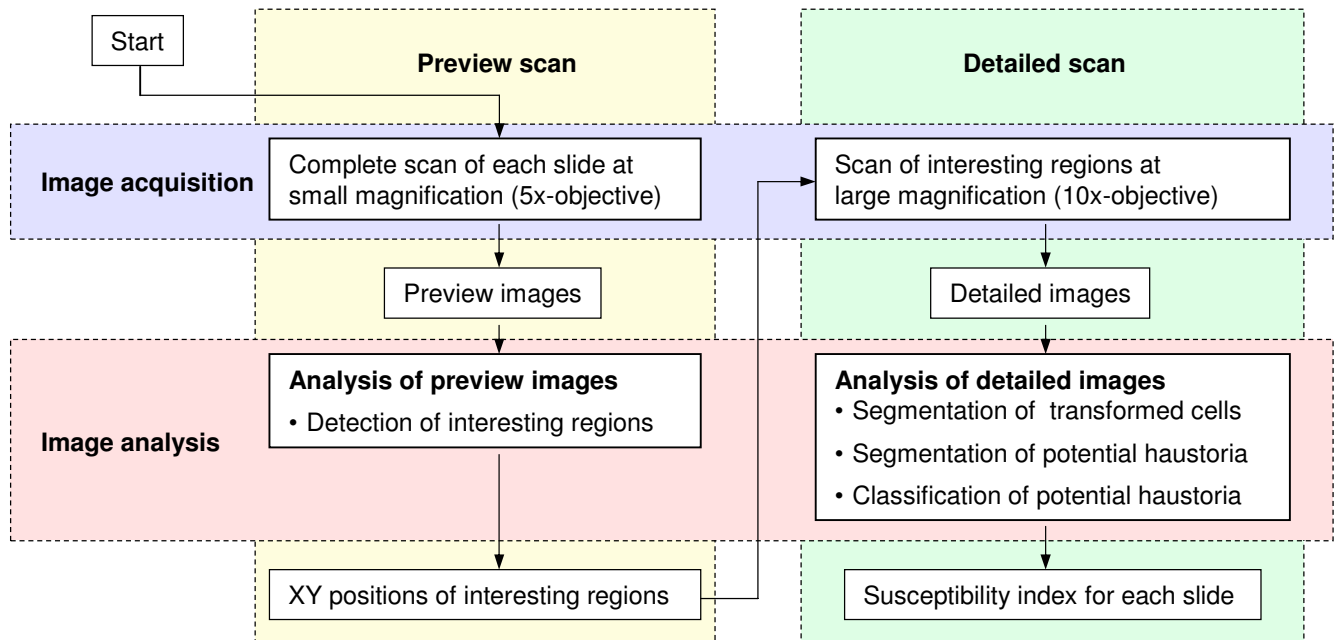 Start
Preview scan
Detailed scan
Image acquisition
Complete scan of each slide at
small magnification (5x-objective)
Scan of interesting regions at
large magnification (10x-objective)
Preview images
Detailed images
Image analysis
Analysis of preview images
• Detection of interesting regions
Analysis of detailed images
• Segmentation of transformed cells
• Segmentation of potential haustoria
• Classification of potential haustoria
XY positions of interesting regions
Susceptibility index for each slide